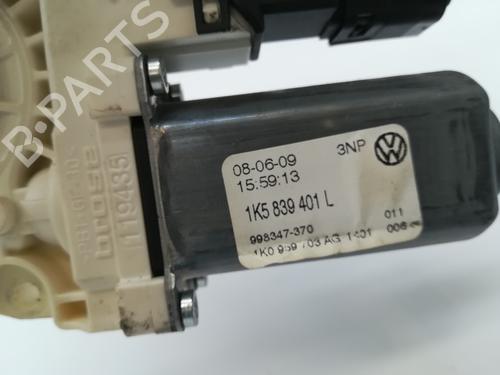 B-PARTS
08-06-09 3NP
15:59:13
1K5 839 401 L
998347-370 011
1K0 959 703 AG 1401 006
brose
119435